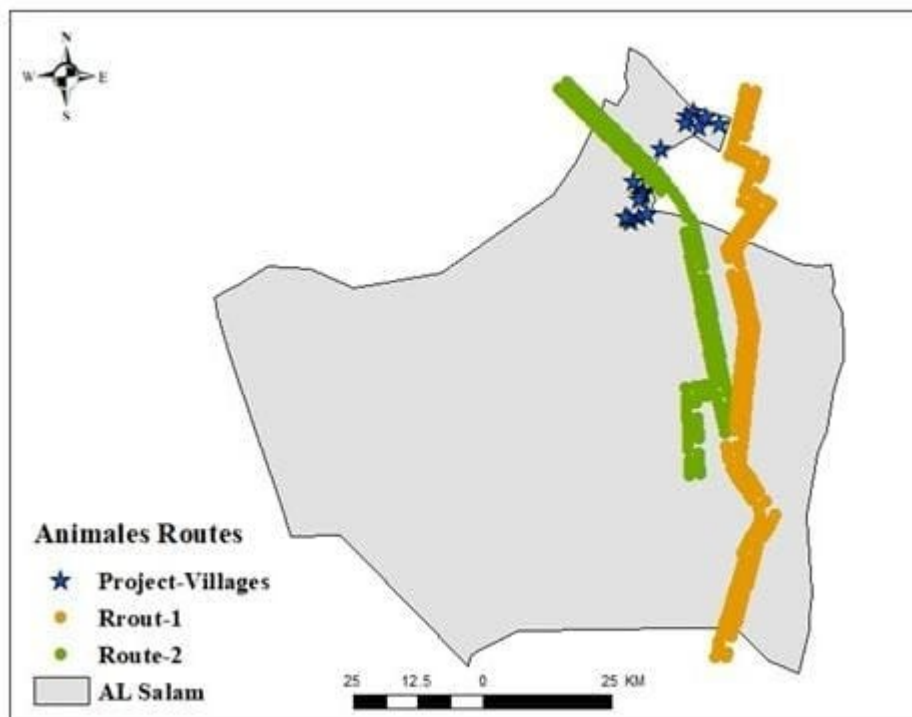 N
W E
S
Animales Routes
Project-Villages
Rrout-1
Route-2
AL Salam
25 12.5 0 25 KM